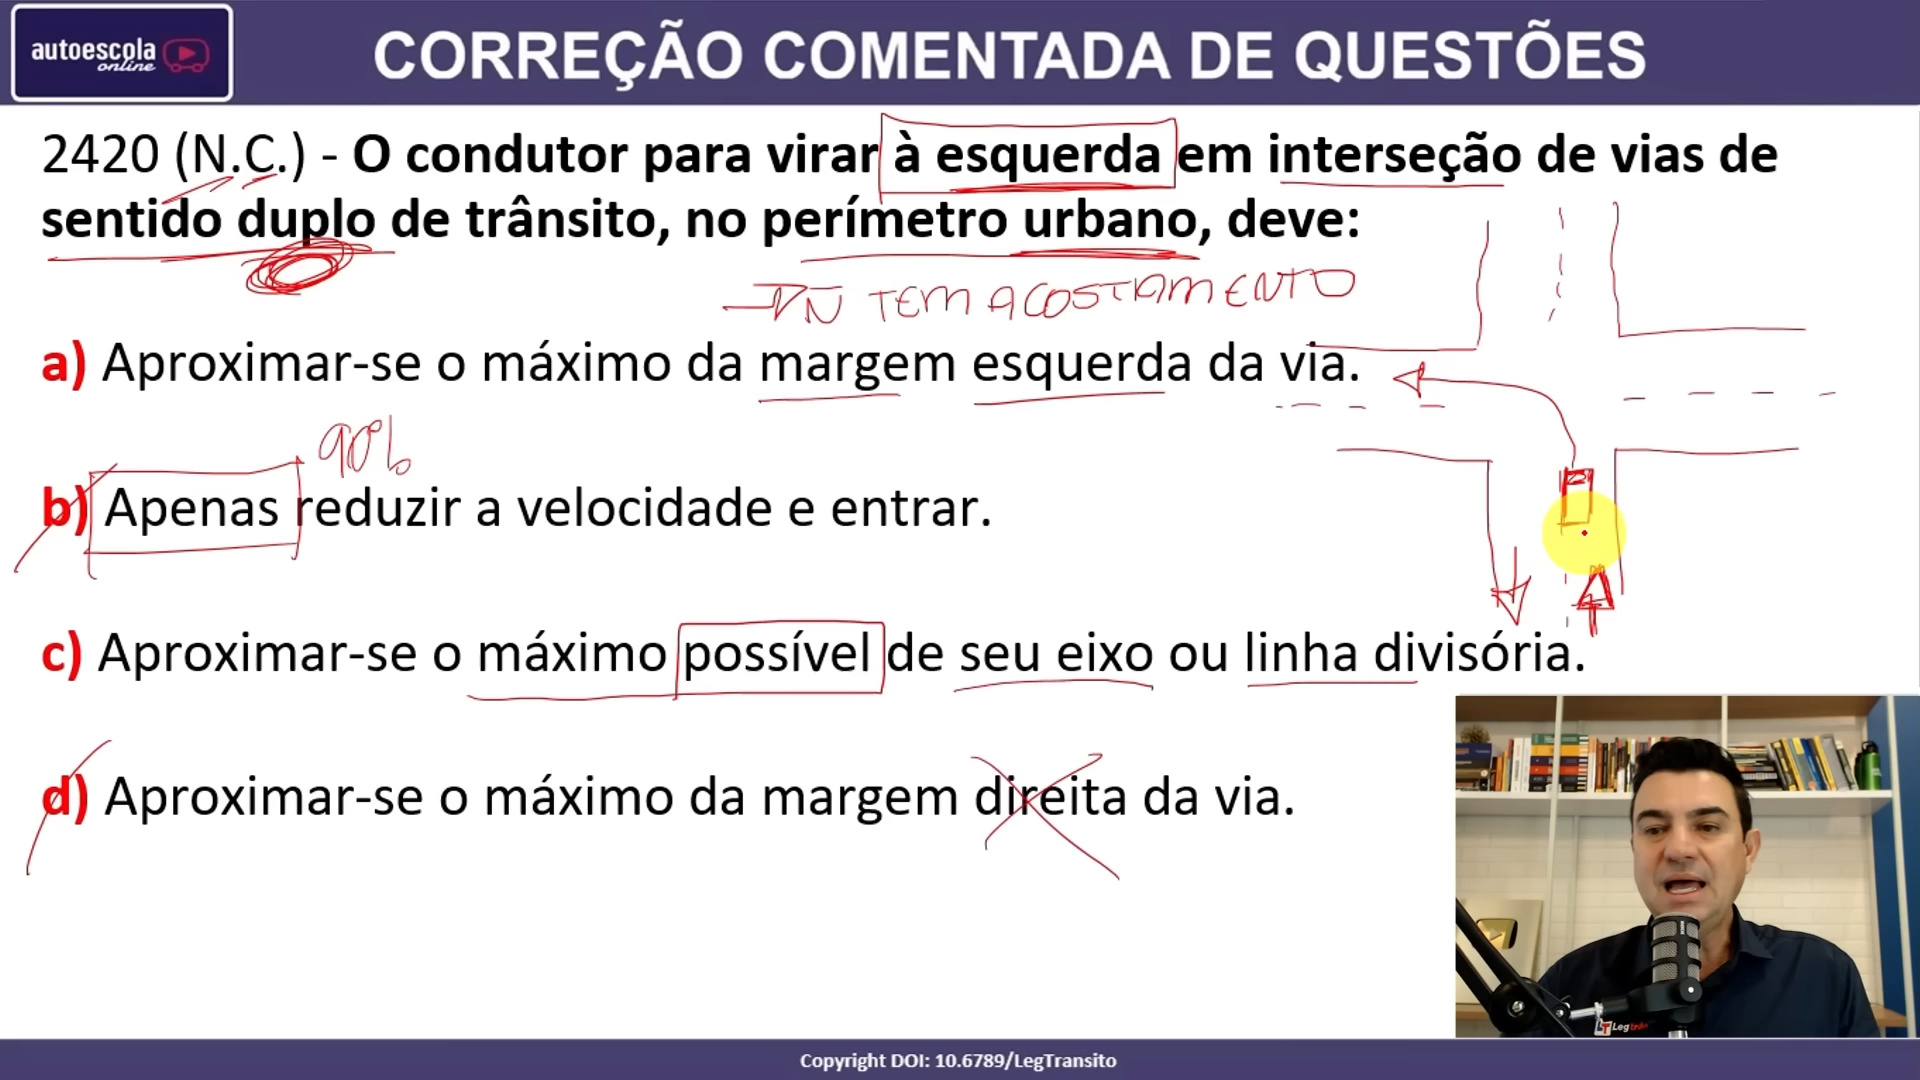 autoescola
online
CORREÇÃO COMENTADA DE QUESTÕES
2420 (N.C.) - O condutor para virar à esquerda em interseção de vias de
sentido duplo de trânsito, no perímetro urbano, deve:
N TEM ACOSTAMENTO
a) Aproximar-se o máximo da margem esquerda da via.
90%
b) Apenas reduzir a velocidade e entrar.
c) Aproximar-se o máximo possível de seu eixo ou linha divisória.
d) Aproximar-se o máximo da margem direita da via.
LT Legtrân
Copyright DOI: 10.6789/LegTransito